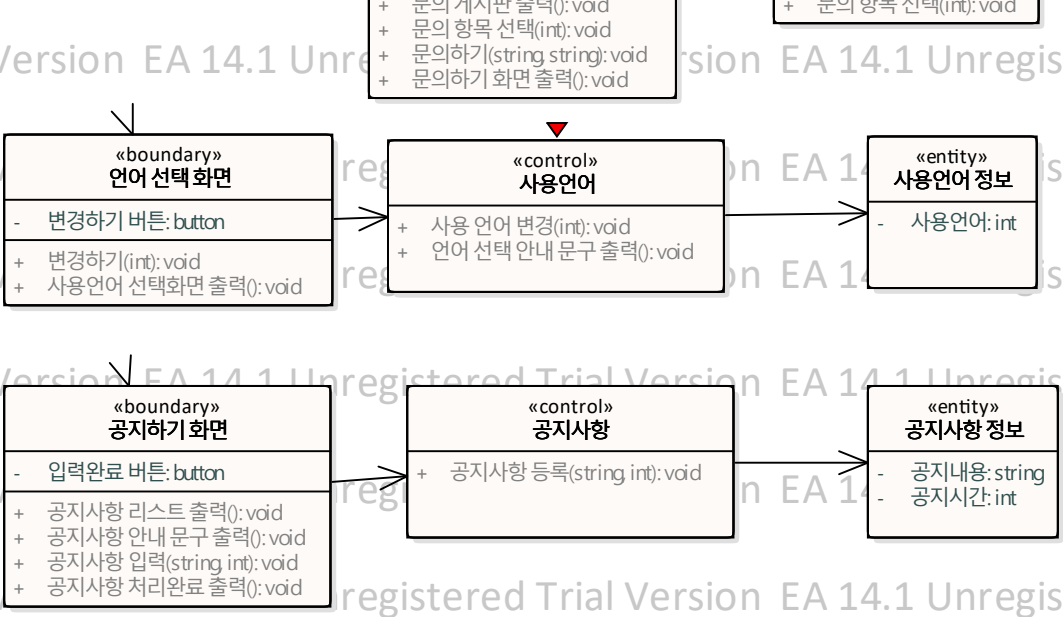 + 문의 게시판 출력(): void
+ 문의 항목 선택(int): void
+ 문의하기(string, string): void
+ 문의하기 화면 출력(): void
+ 문의 항목 선택(int): void
Version EA 14.1 Unre
sion EA 14.1 Unregis
«boundary»
언어 선택 화면
- 변경하기 버튼: button
+ 변경하기(int): void
+ 사용언어 선택화면 출력(): void
«control»
사용언어
+ 사용 언어 변경(int): void
+ 언어 선택 안내 문구 출력(): void
«entity»
사용언어 정보
- 사용언어: int
Version EA 14.1 Unregistered Trial Version EA 14.1 Unregis
«boundary»
공지하기 화면
- 입력완료 버튼: button
+ 공지사항 리스트 출력(): void
+ 공지사항 안내 문구 출력(): void
+ 공지사항 입력(string, int): void
+ 공지사항 처리완료 출력(): void
«control»
공지사항
+ 공지사항 등록(string, int): void
«entity»
공지사항 정보
- 공지내용: string
- 공지시간: int
nregistered Trial Version EA 14.1 Unregis